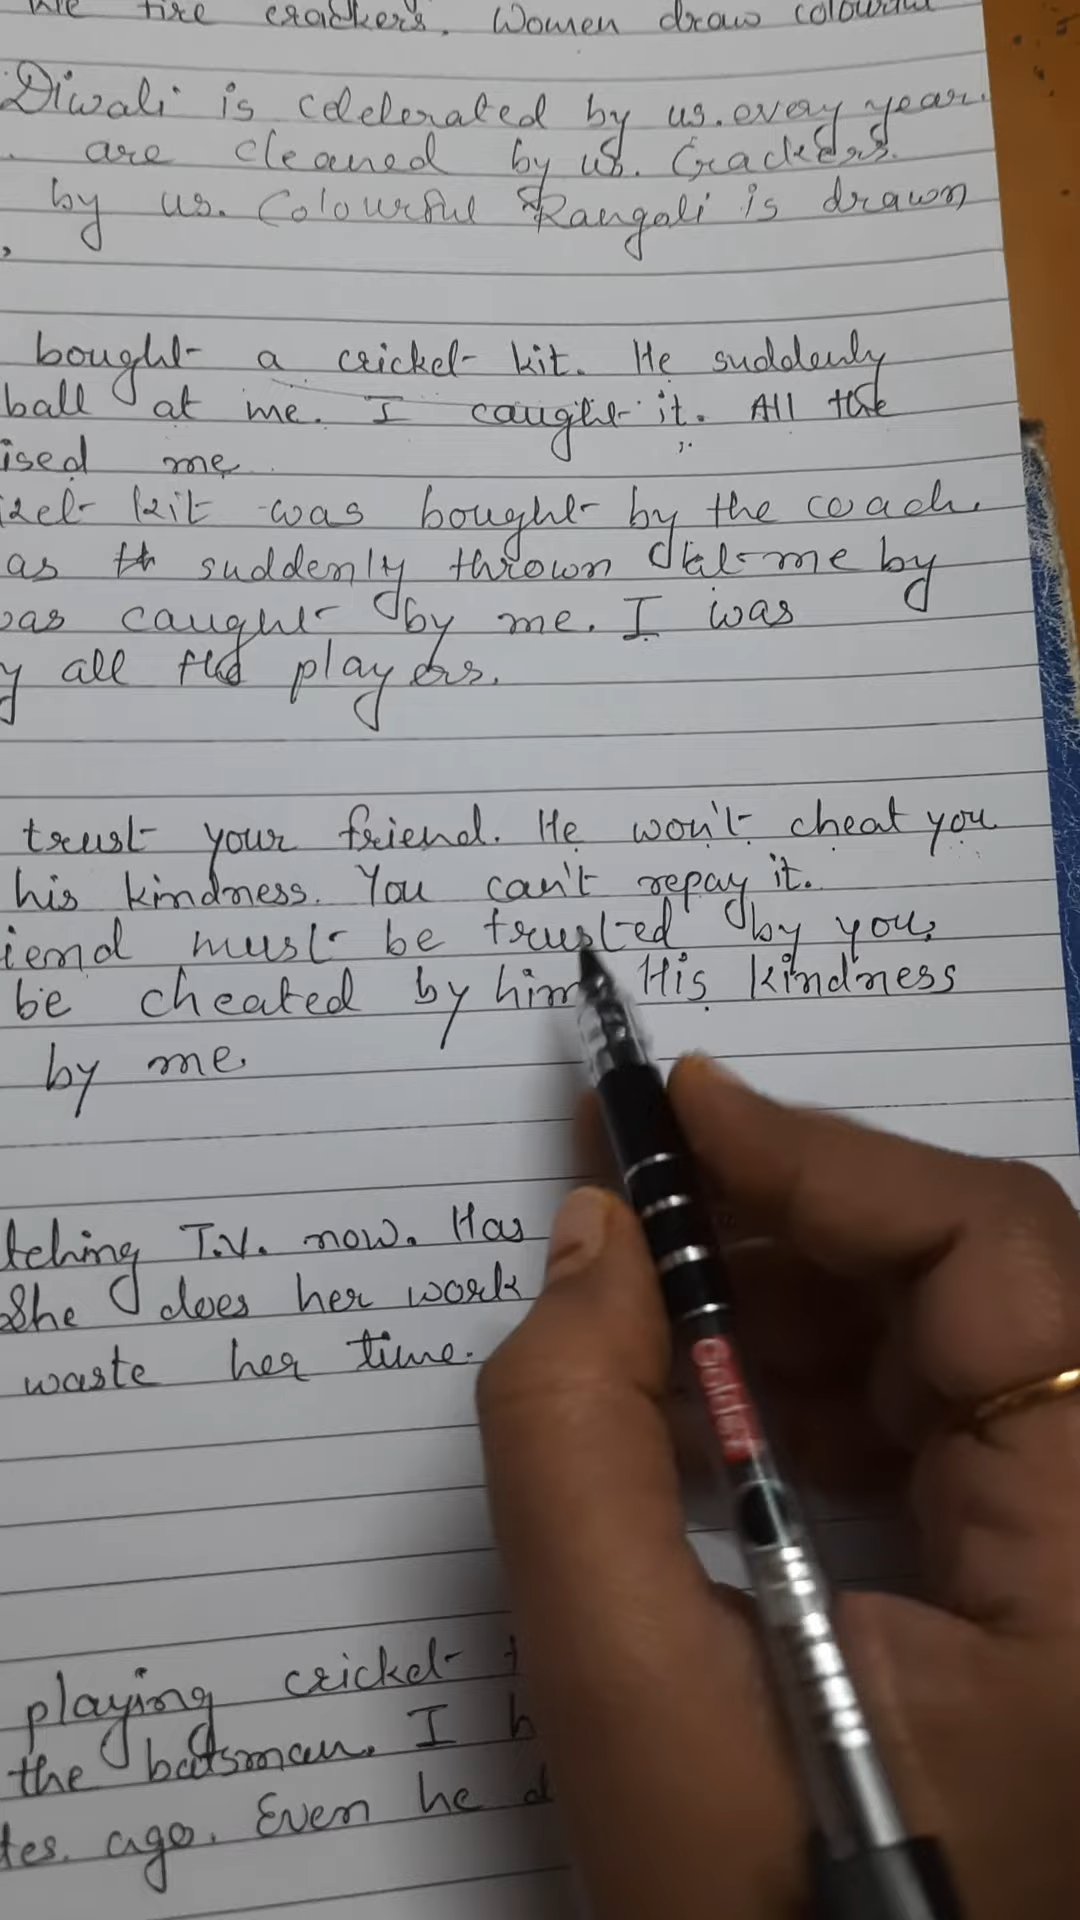 fire crackers. Women draw colourful
Diwali is celebrated by us. every year.
are cleaned by us. Crackers
by us. Colourful Rangoli is drawn
bought a cricket kit. He suddenly
ball at me. I caught it. All the
ised me
ket kit was bought by the coach.
as suddenly thrown at me by
was caught by me. I was
y all the players.
trust your friend. He won't cheat you
his kindness. You can't repay it.
iend must be trusted by you.
be cheated by him His kindness
by me.
tching T.V. now. Has
She does her work
waste her time.
playing cricket
the batsman. I
tes. ago. Even he